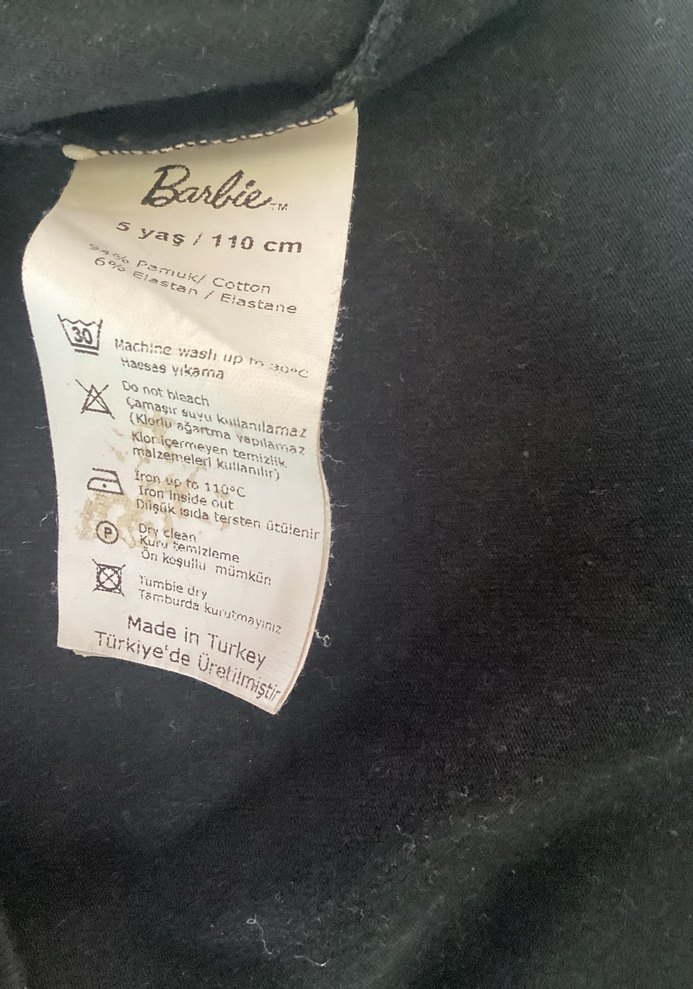 Barbie™
5 yaş / 110 cm
94% Pamuk/ Cotton
6% Elastan / Elastane
30
Machine wash up to 30°C
Hassas yıkama
Do not bleach
Çamaşır suyu kullanılamaz
(Klorlu ağartma yapılamaz
Klor içermeyen temizlik
malzemeleri kullanılır)
Iron up to 110°C
Iron inside out
Düşük ısıda tersten ütülenir
P
Dry clean
Kuru temizleme
Ön koşullu mümkün
Tumble dry
Tamburda kurutmayınız
Made in Turkey
Türkiye'de Üretilmiştir